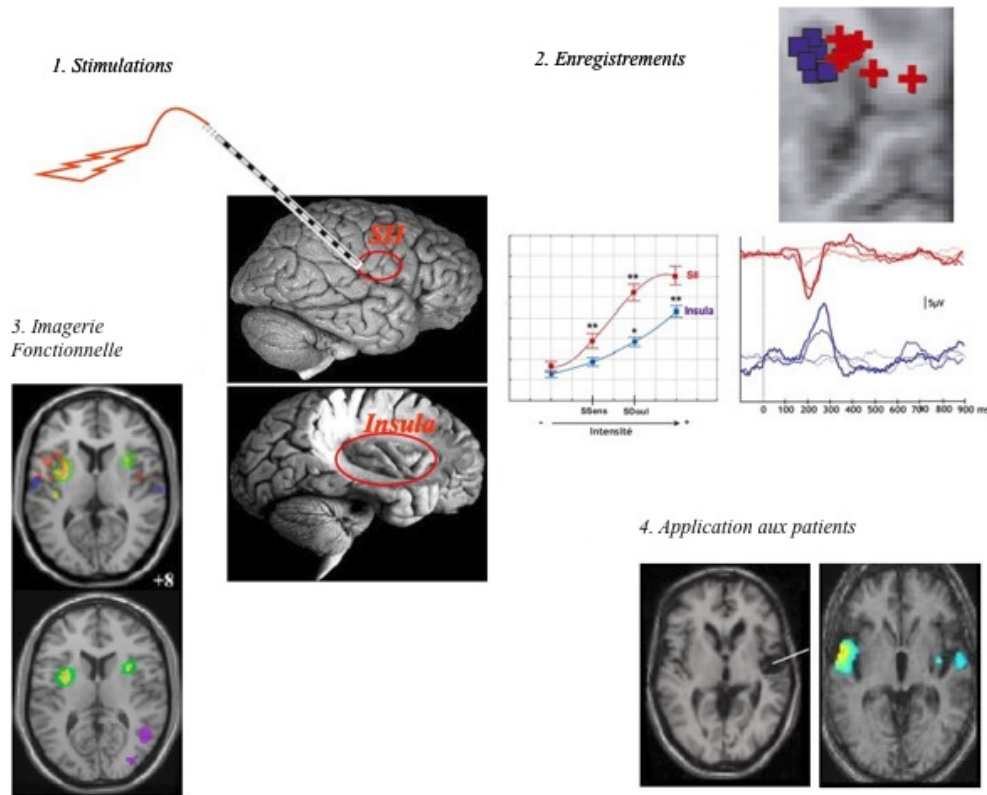 1. Stimulations
2. Enregistrements
SII
Insula
3. Imagerie
Fonctionnelle
+8
**
**
**
*
SII
Insula
SSens
SDoul
- Intensité +
5µV
0 100 200 300 400 500 600 700 800 900 ms
4. Application aux patients